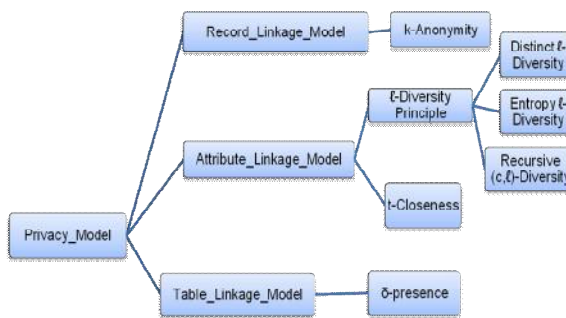 Record_Linkage_Model
k-Anonymity
Distinct ℓ-
Diversity
ℓ-Diversity
Principle
Entropy ℓ-
Diversity
Attribute_Linkage_Model
Recursive
(c,ℓ)-Diversity
t-Closeness
Privacy_Model
Table_Linkage_Model
δ-presence